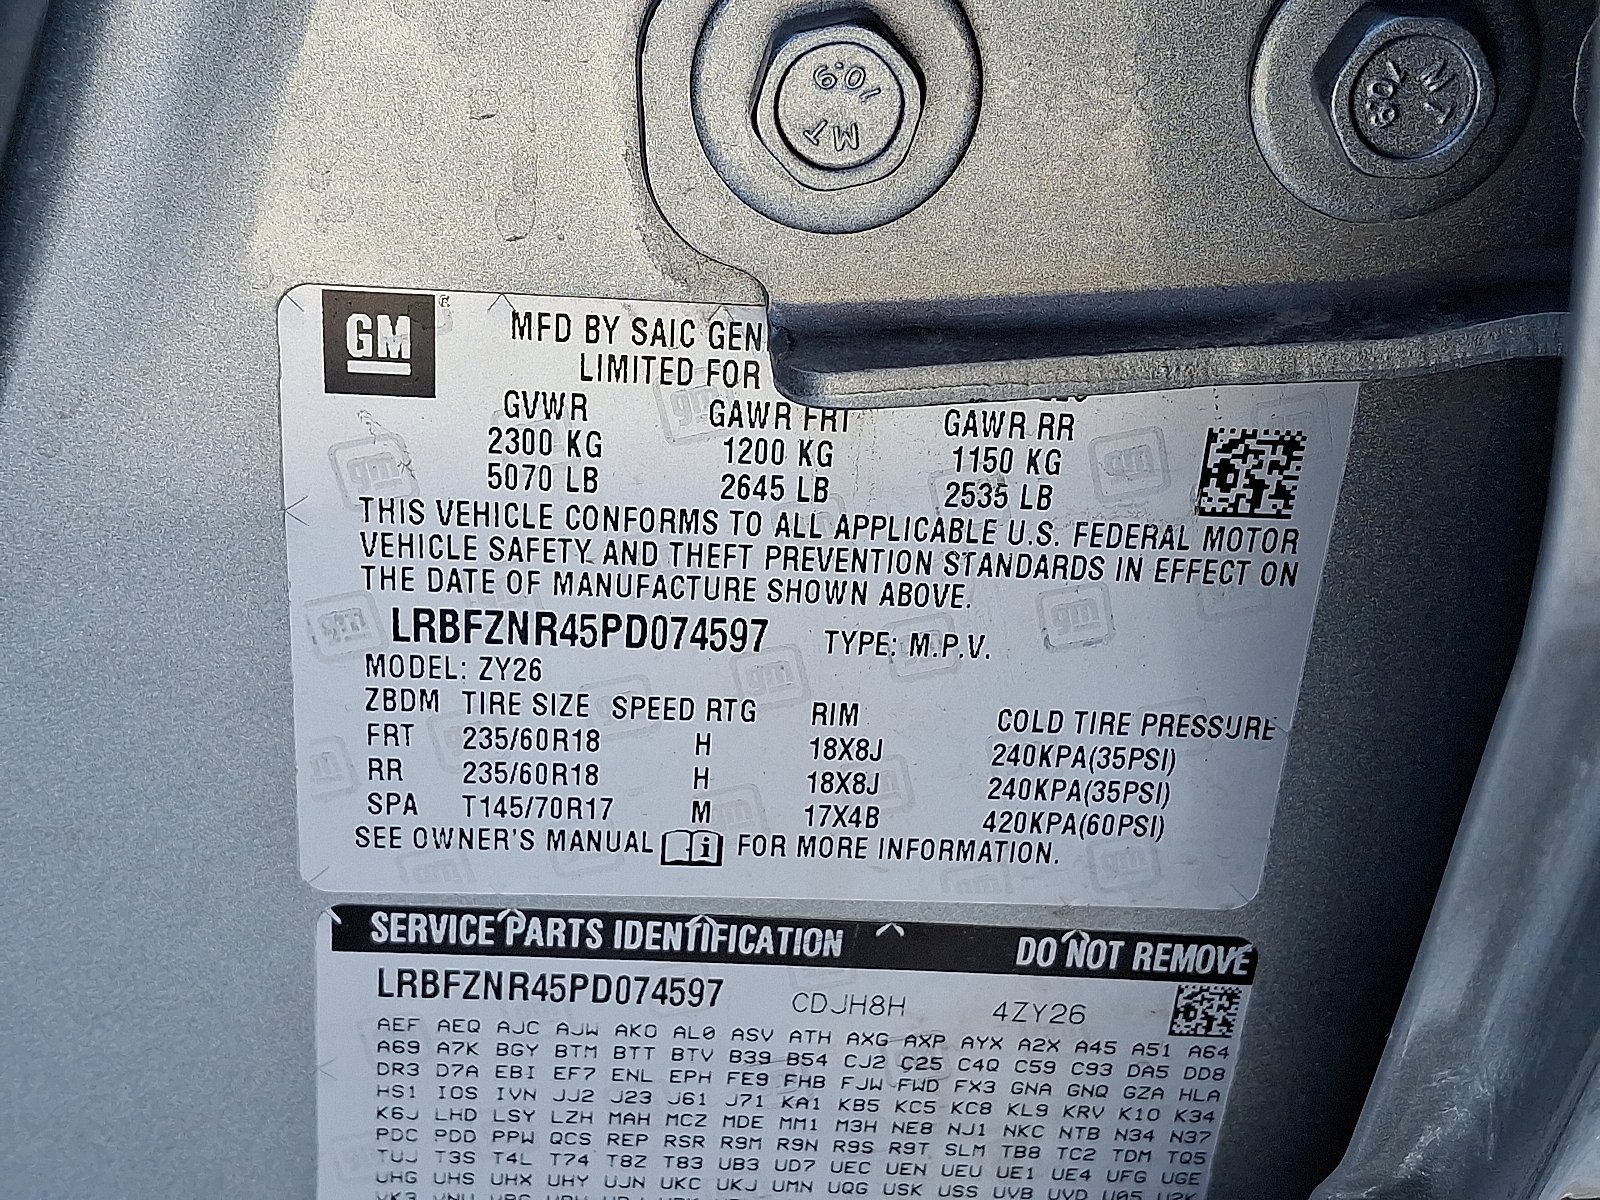 10.9
MT
10.9
MT
GM
MFD BY SAIC GEN
LIMITED FOR
GVWR GAWR FRT GAWR RR
2300 KG 1200 KG 1150 KG
5070 LB 2645 LB 2535 LB
THIS VEHICLE CONFORMS TO ALL APPLICABLE U.S. FEDERAL MOTOR
VEHICLE SAFETY AND THEFT PREVENTION STANDARDS IN EFFECT ON
THE DATE OF MANUFACTURE SHOWN ABOVE.
LRBFZNR45PD074597 TYPE: M.P.V.
MODEL: ZY26
ZBDM TIRE SIZE SPEED RTG RIM COLD TIRE PRESSURE
FRT 235/60R18 H 18X8J 240KPA(35PSI)
RR 235/60R18 H 18X8J 240KPA(35PSI)
SPA T145/70R17 M 17X4B 420KPA(60PSI)
SEE OWNER'S MANUAL FOR MORE INFORMATION.
SERVICE PARTS IDENTIFICATION DO NOT REMOVE
LRBFZNR45PD074597 CDJH8H 4ZY26
AEF AEQ AJC AJW AKO AL0 ASV ATH AXG AXP AYX A2X A45 A51 A64
A69 A7K BGY BTM BTT BTV B39 B54 CJ2 C25 C4Q C59 C93 DA5 DD8
DR3 D7A EBI EF7 ENL EPH FE9 FHB FJW FWD FX3 GNA GNQ GZA HLA
HS1 IOS IVN JJ2 J23 J61 J71 KA1 KB5 KC5 KC8 KL9 KRV K10 K34
K6J LHD LSY LZH MAH MCZ MDE MM1 M3H NE8 NJ1 NKC NTB N34 N37
PDC PDD PPW QCS REP RSR R9M R9N R9S R9T SLM TB8 TC2 TDM TQ5
TUJ T3S T4L T74 T8Z T83 UB3 UD7 UEC UEN UEU UE1 UE4 UFG UGE
UHG UHS UHX UHY UJN UKC UKJ UMN UQG USK USS UVB UVD U05 U2K